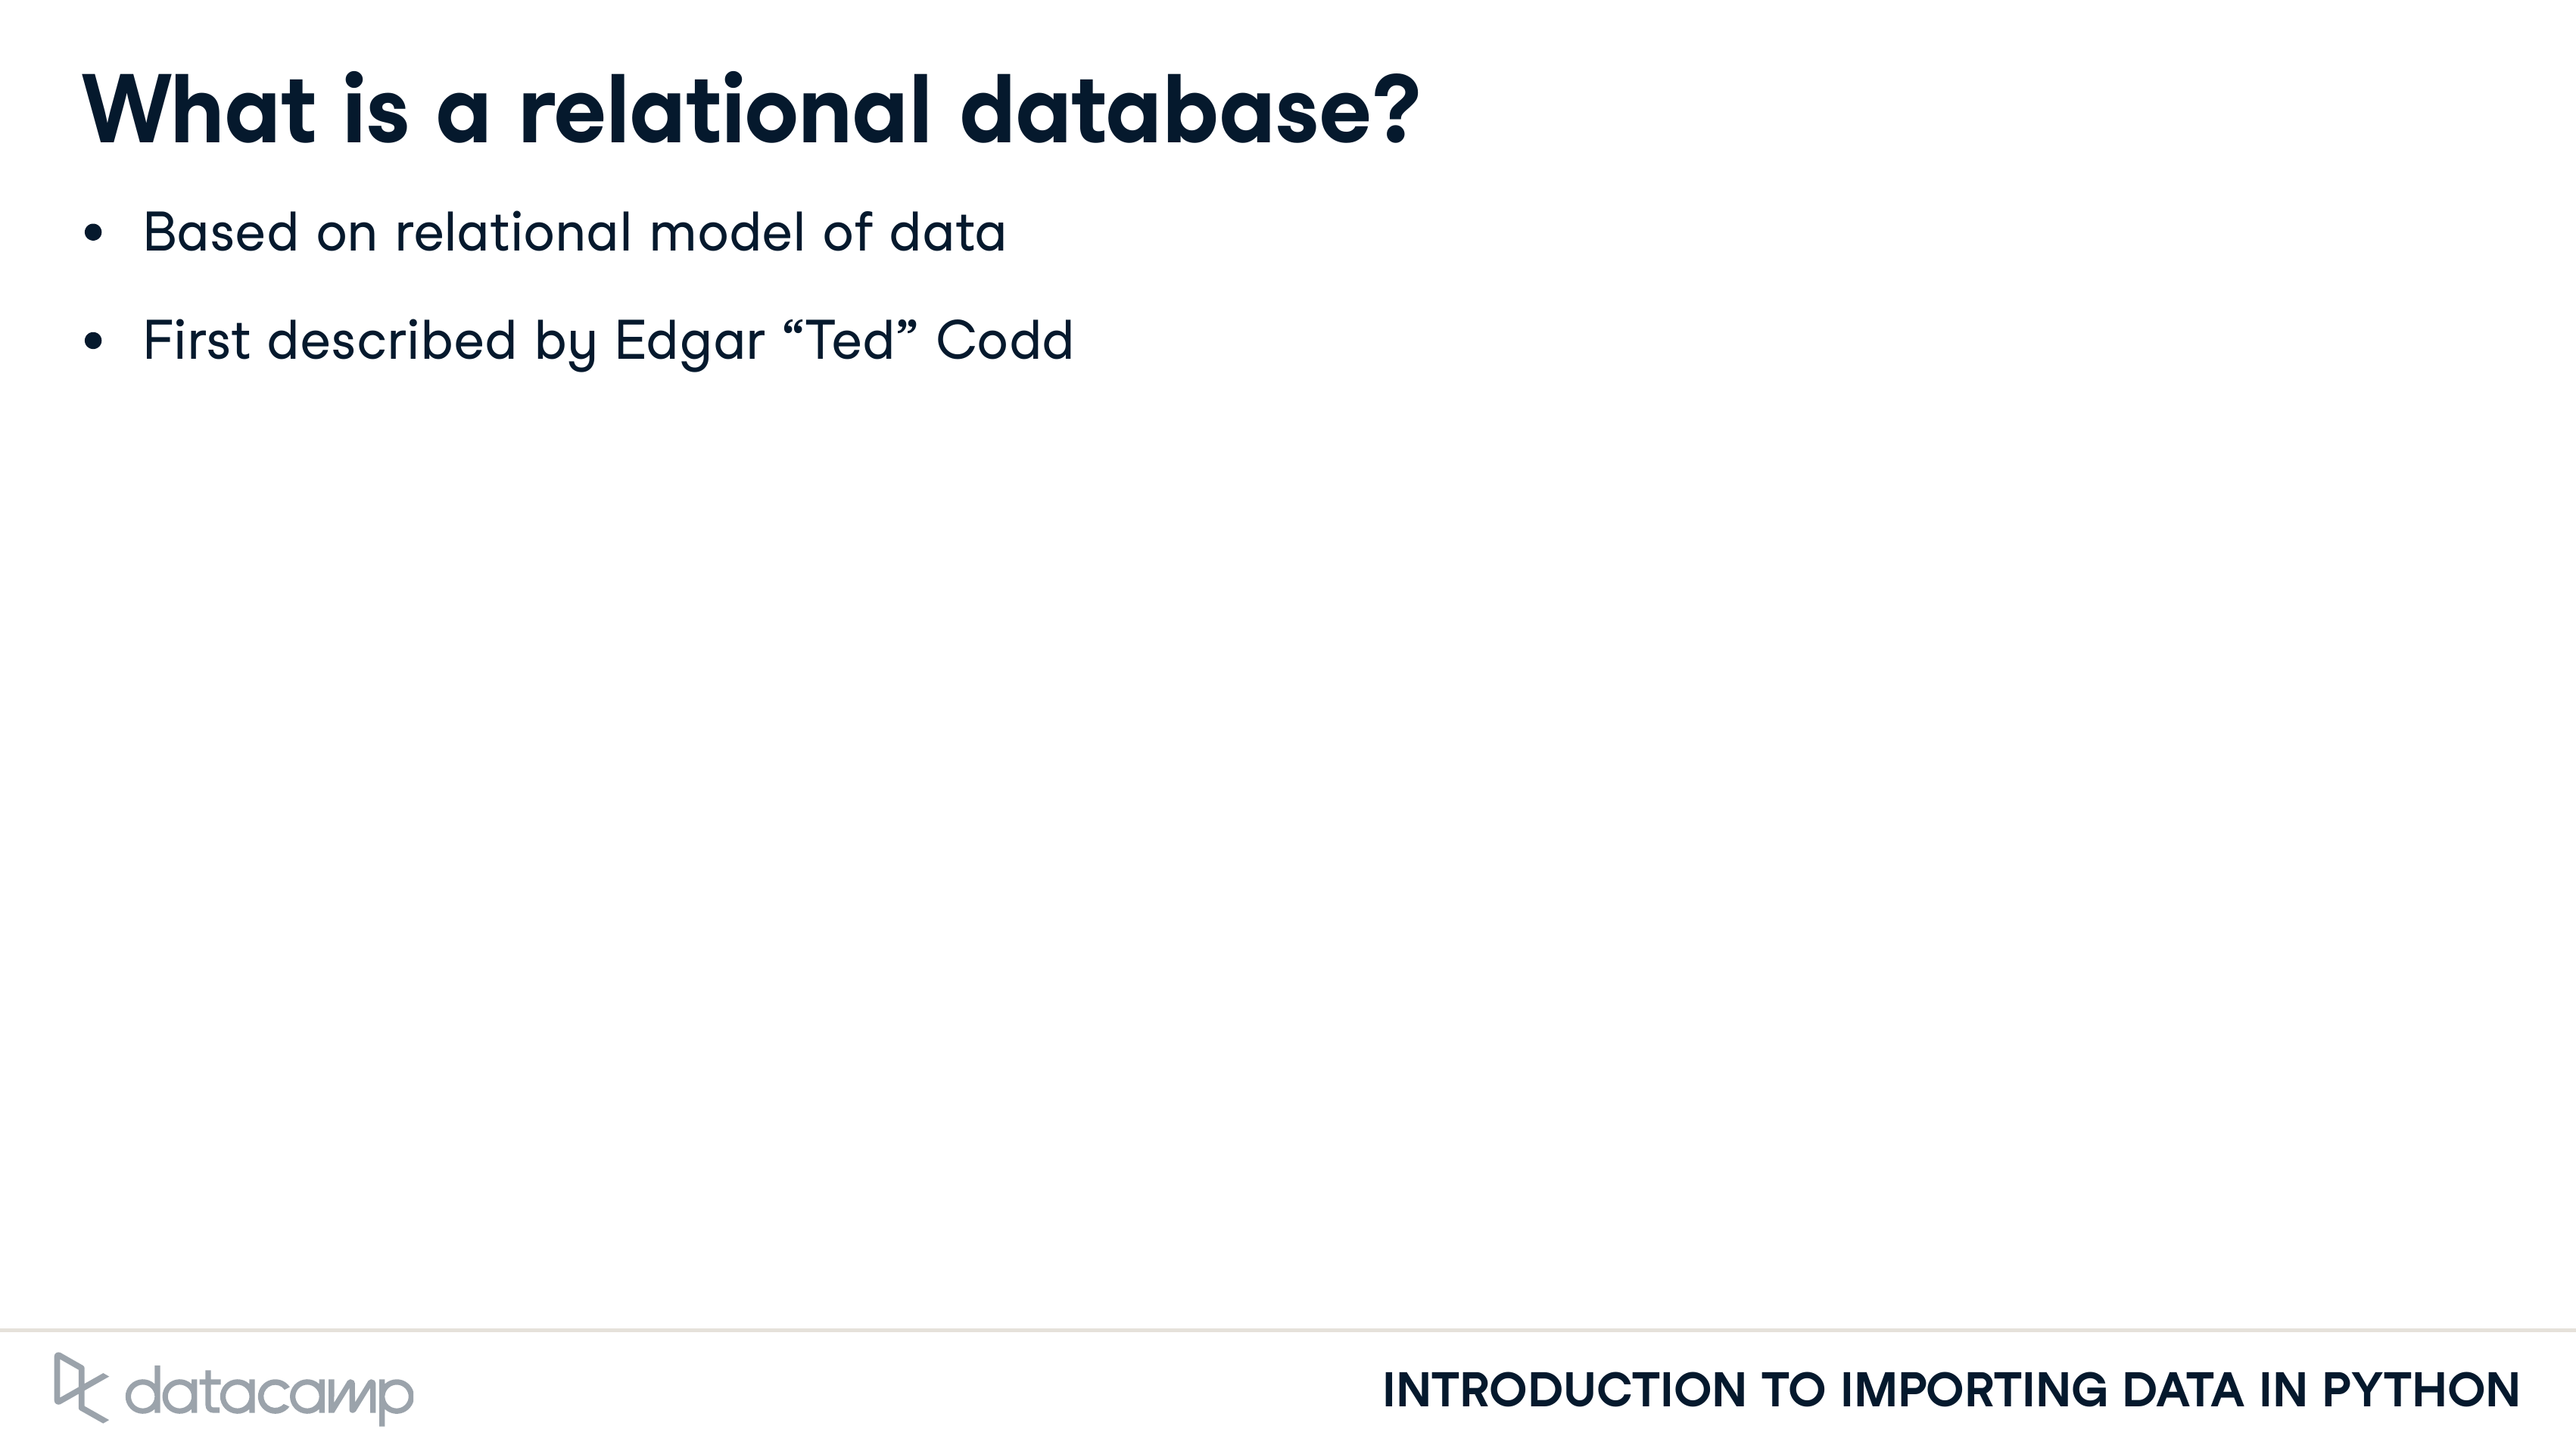 What is a relational database?
• Based on relational model of data
• First described by Edgar “Ted” Codd
datacamp
INTRODUCTION TO IMPORTING DATA IN PYTHON